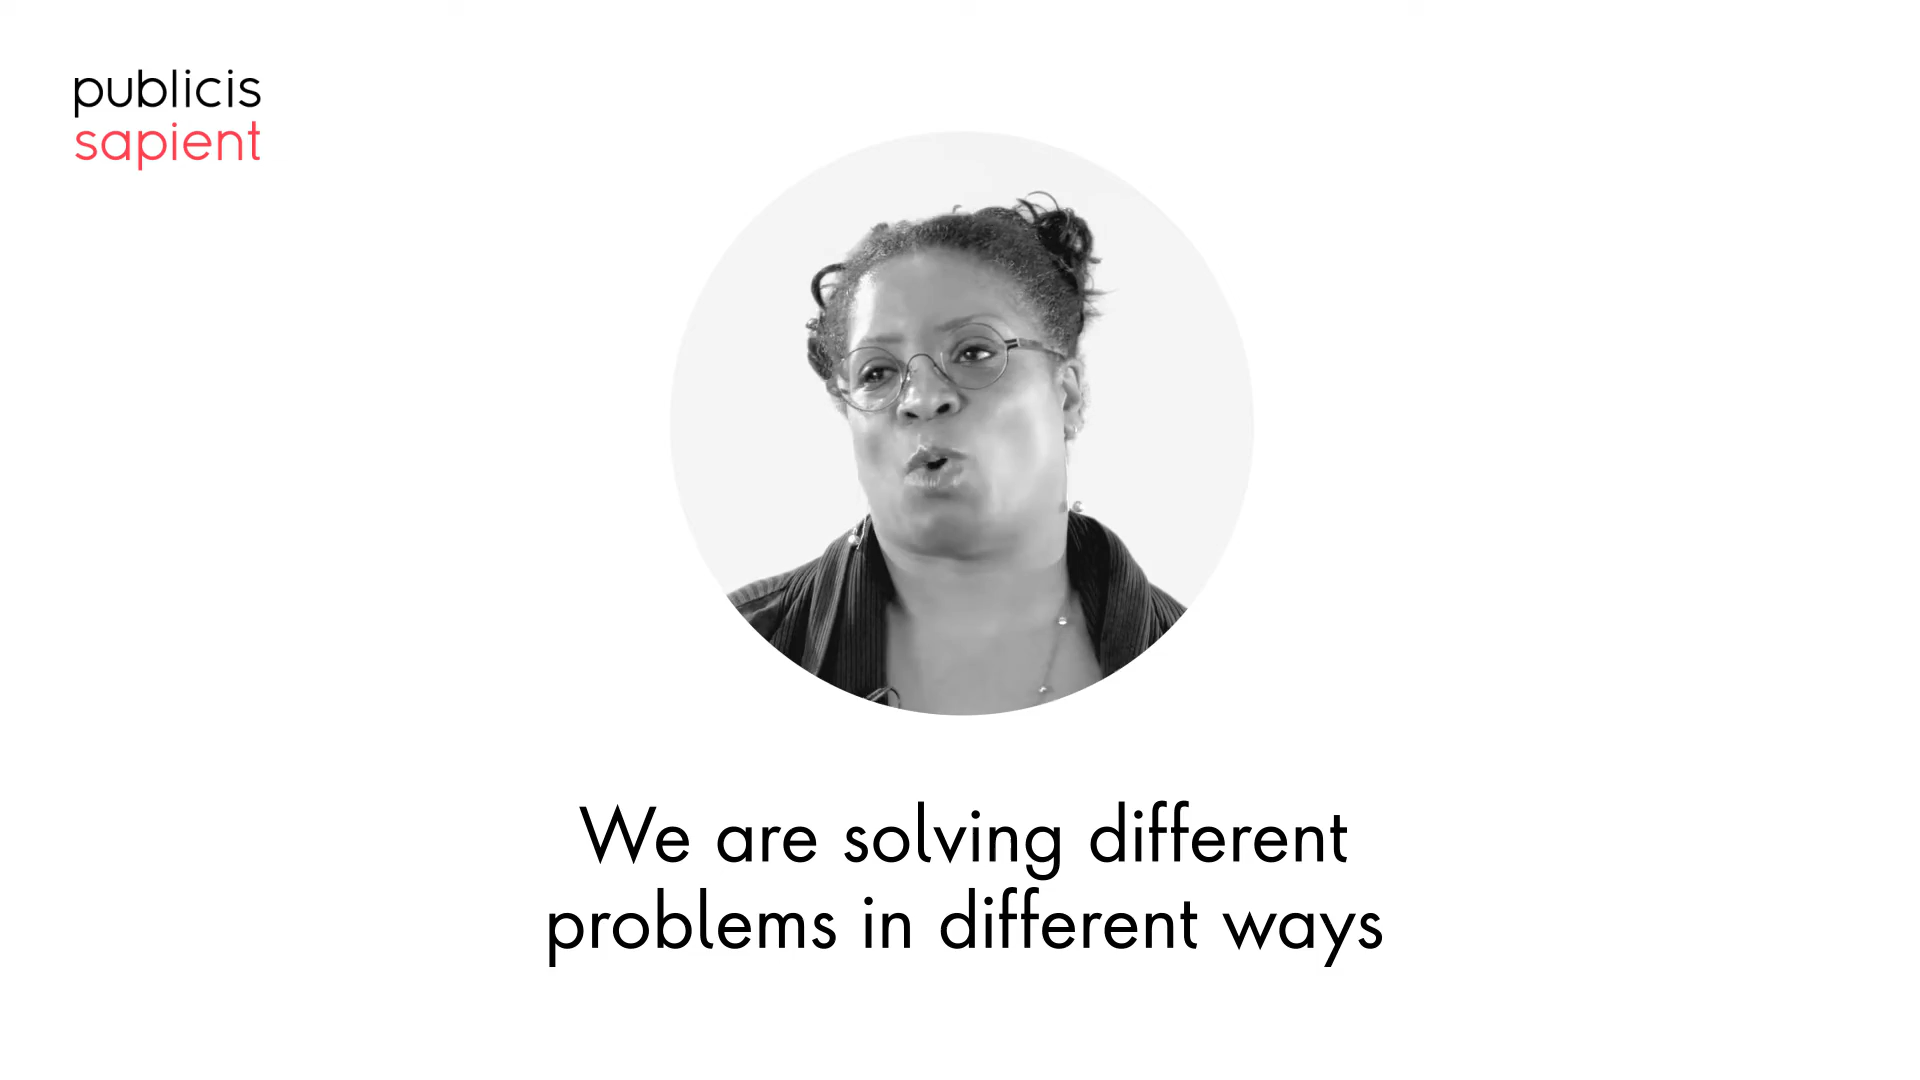 publicis
sapient
We are solving different
problems in different ways